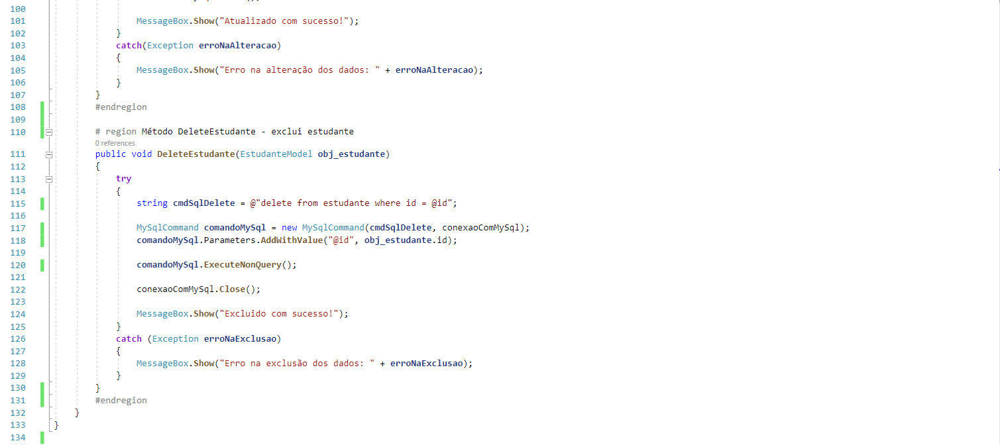 100
101 MessageBox.Show("Atualizado com sucesso!");
102 }
103 catch(Exception erroNaAlteracao)
104 {
105 MessageBox.Show("Erro na alteração dos dados: " + erroNaAlteracao);
106 }
107 }
108 #endregion
109
110 # region Método DeleteEstudante - exclui estudante
0 references
111 public void DeleteEstudante(EstudanteModel obj_estudante)
112 {
113 try
114 {
115 string cmdSqlDelete = @"delete from estudante where id = @id";
116
117 MySqlCommand comandoMySql = new MySqlCommand(cmdSqlDelete, conexaoComMySql);
118 comandoMySql.Parameters.AddWithValue("@id", obj_estudante.id);
119
120 comandoMySql.ExecuteNonQuery();
121
122 conexaoComMySql.Close();
123
124 MessageBox.Show("Excluido com sucesso!");
125 }
126 catch (Exception erroNaExclusao)
127 {
128 MessageBox.Show("Erro na exclusão dos dados: " + erroNaExclusao);
129 }
130 }
131 #endregion
132 }
133 }
134